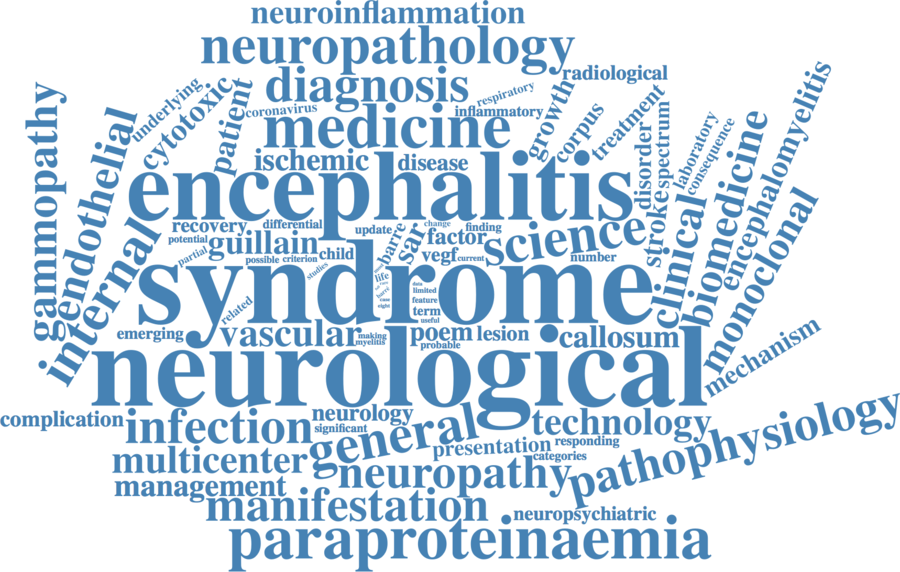 neuroinflammation
neuropathology
radiological
diagnosis
respiratory
growth
underlying
cytotoxic
patient
coronavirus
inflammatory
corpus
treatment
medicine
gammopathy
endothelial
ischemic
disease
disorder
spectrum
laboratory
consequence
encephalomyelitis
encephalitis
biomedicine
recovery
differential
update
change
finding
potential
guillain
barre
sar
factor
science
stroke
clinical
monoclonal
internal
partial
possible
criterion
child
vegf
current
number
studies
life
syndrome
data
limited
feature
related
eight
term
useful
emerging
vascular
making
myelitis
poem
lesion
probable
callosum
mechanism
neurological
complication
infection
neurology
significant
general
technology
presentation
responding
categories
pathophysiology
multicenter
neuropathy
management
manifestation
neuropsychiatric
paraproteinaemia